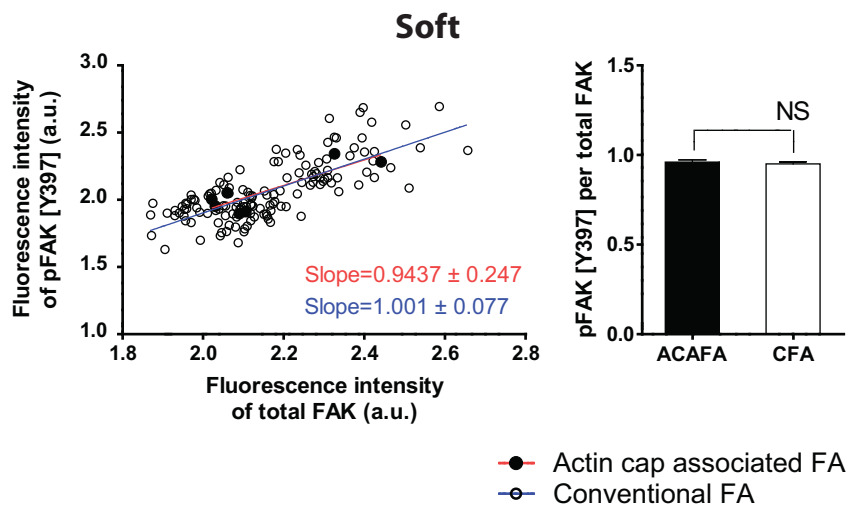 Soft
Fluorescence intensity
of pFAK [Y397] (a.u.)
3.0
2.5
2.0
1.5
1.0
Slope=0.9437 ± 0.247
Slope=1.001 ± 0.077
1.8
2.0
2.2
2.4
2.6
2.8
Fluorescence intensity
of total FAK (a.u.)
pFAK [Y397] per total FAK
1.5
1.0
0.5
0.0
NS
ACAFA
CFA
Actin cap associated FA
Conventional FA